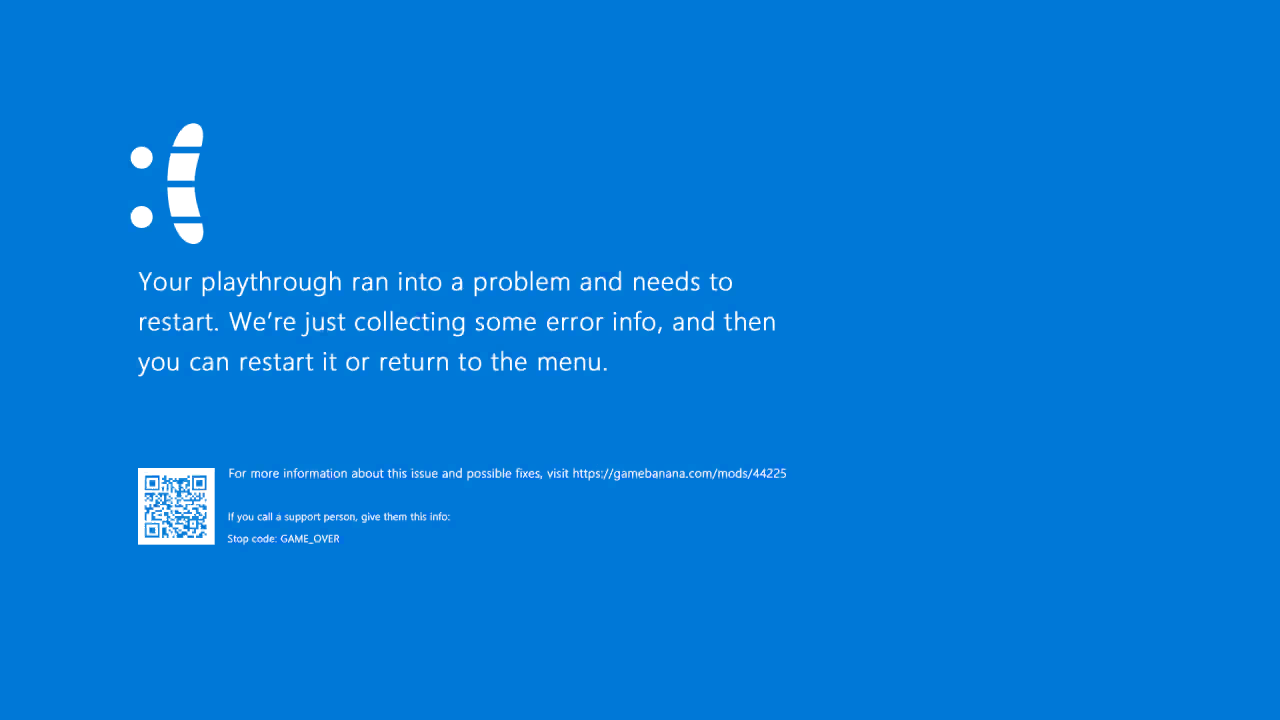 Your playthrough ran into a problem and needs to
restart. We’re just collecting some error info, and then
you can restart it or return to the menu.
For more information about this issue and possible fixes, visit https://gamebanana.com/mods/44225
If you call a support person, give them this info:
Stop code: GAME_OVER